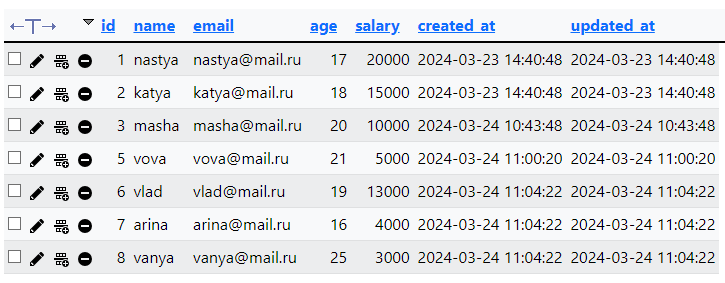 ←T→ id name email age salary created_at updated_at
1 nastya nastya@mail.ru 17 20000 2024-03-23 14:40:48 2024-03-23 14:40:48
2 katya katya@mail.ru 18 15000 2024-03-23 14:40:48 2024-03-23 14:40:48
3 masha masha@mail.ru 20 10000 2024-03-24 10:43:48 2024-03-24 10:43:48
5 vova vova@mail.ru 21 5000 2024-03-24 11:00:20 2024-03-24 11:00:20
6 vlad vlad@mail.ru 19 13000 2024-03-24 11:04:22 2024-03-24 11:04:22
7 arina arina@mail.ru 16 4000 2024-03-24 11:04:22 2024-03-24 11:04:22
8 vanya vanya@mail.ru 25 3000 2024-03-24 11:04:22 2024-03-24 11:04:22